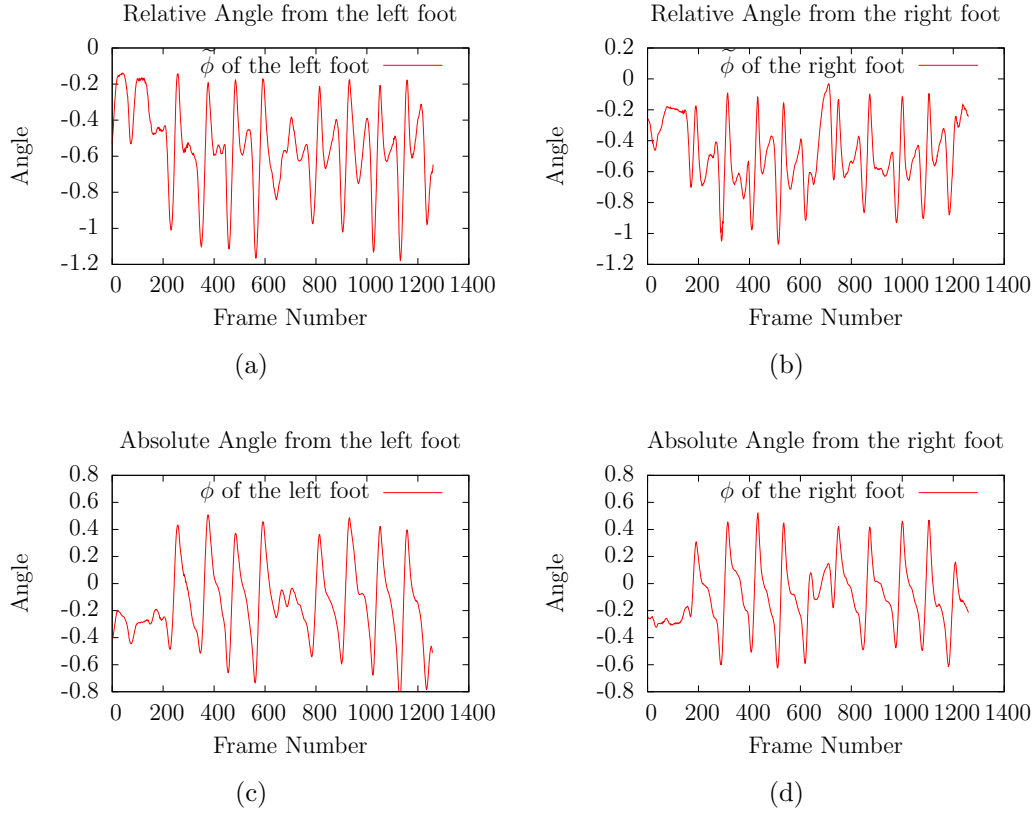 Relative Angle from the left foot
0
-0.2
-0.4
-0.6
-0.8
-1
-1.2
Angle
ϕ̃ of the left foot
0 200 400 600 800 1000 1200 1400
Frame Number
(a)
Relative Angle from the right foot
0.2
0
-0.2
-0.4
-0.6
-0.8
-1
-1.2
Angle
ϕ̃ of the right foot
0 200 400 600 800 1000 1200 1400
Frame Number
(b)
Absolute Angle from the left foot
0.8
0.6
0.4
0.2
0
-0.2
-0.4
-0.6
-0.8
Angle
ϕ of the left foot
0 200 400 600 800 1000 1200 1400
Frame Number
(c)
Absolute Angle from the right foot
0.8
0.6
0.4
0.2
0
-0.2
-0.4
-0.6
-0.8
Angle
ϕ of the right foot
0 200 400 600 800 1000 1200 1400
Frame Number
(d)